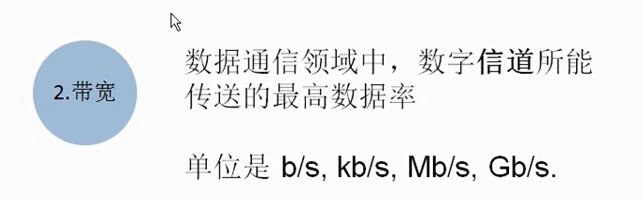 2.带宽
数据通信领域中，数字信道所能
传送的最高数据率
单位是 b/s, kb/s, Mb/s, Gb/s.